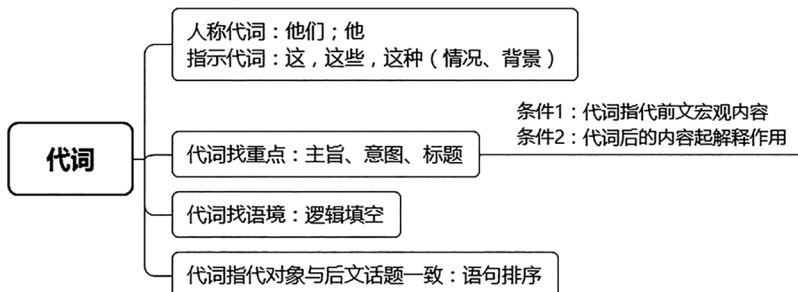 代词
人称代词：他们；他
指示代词：这，这些，这种（情况、背景）
代词找重点：主旨、意图、标题
条件1：代词指代前文宏观内容
条件2：代词后的内容起解释作用
代词找语境：逻辑填空
代词指代对象与后文话题一致：语句排序